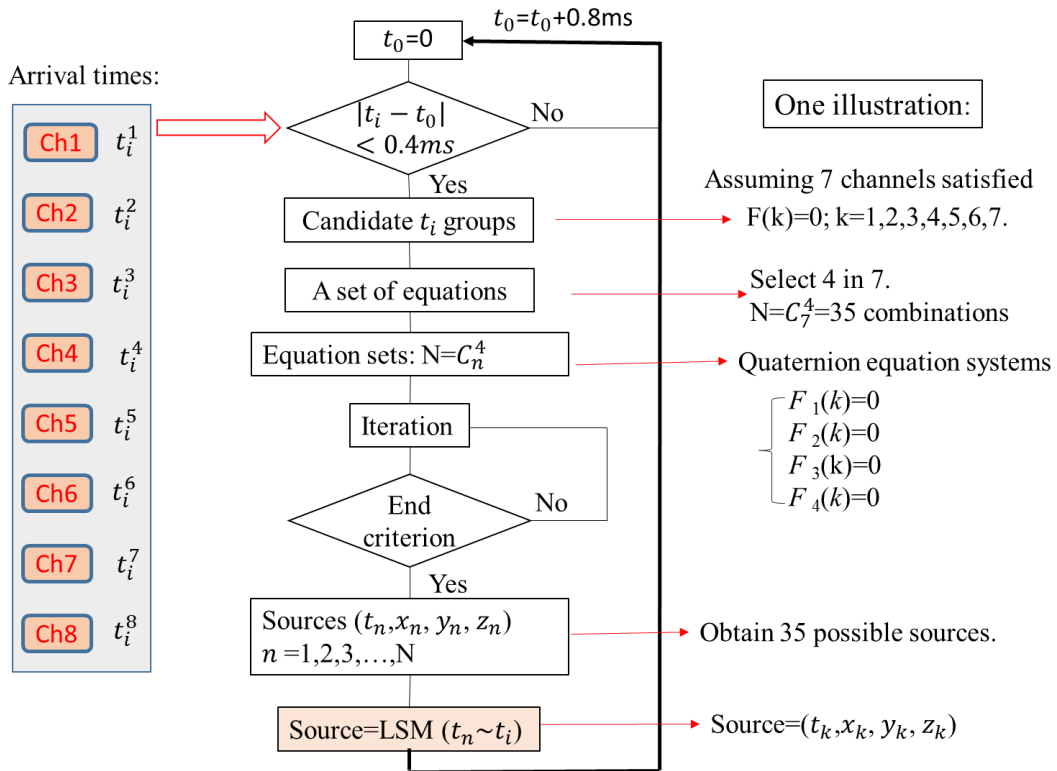 t₀=t₀+0.8ms
t₀=0
Arrival times:
|tᵢ − t₀|
< 0.4ms
No
Yes
One illustration:
Ch1 tᵢ¹
Ch2 tᵢ²
Ch3 tᵢ³
Ch4 tᵢ⁴
Ch5 tᵢ⁵
Ch6 tᵢ⁶
Ch7 tᵢ⁷
Ch8 tᵢ⁸
Candidate tᵢ groups
Assuming 7 channels satisfied
F(k)=0; k=1,2,3,4,5,6,7.
A set of equations
Select 4 in 7.
N=C₇⁴=35 combinations
Equation sets: N=Cₙ⁴
Quaternion equation systems
F ₁(k)=0
F ₂(k)=0
F ₃(k)=0
F ₄(k)=0
Iteration
End
criterion
No
Yes
Sources (tₙ,xₙ, yₙ, zₙ)
n =1,2,3,…,N
Obtain 35 possible sources.
Source=LSM (tₙ~tᵢ)
Source=(tₖ,xₖ, yₖ, zₖ)